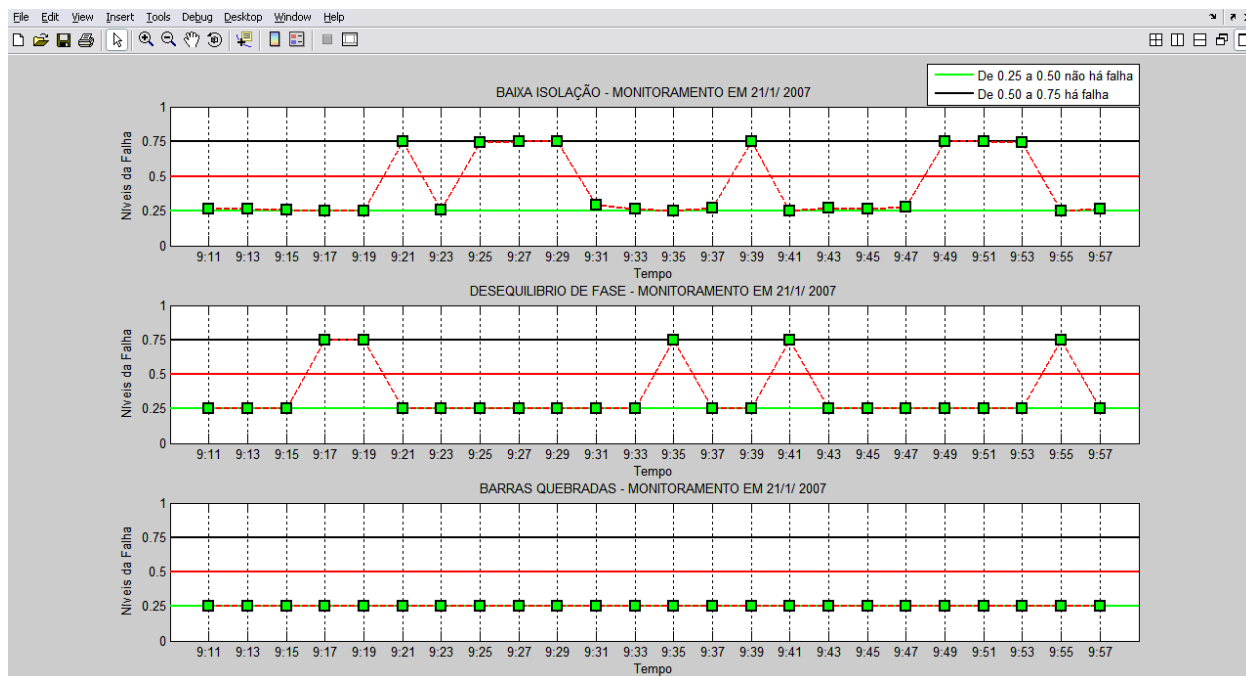 File Edit View Insert Tools Debug Desktop Window Help
De 0.25 a 0.50 não há falha
De 0.50 a 0.75 há falha
BAIXA ISOLAÇÃO - MONITORAMENTO EM 21/1/ 2007
Níveis da Falha
1
0.75
0.5
0.25
0
9:11 9:13 9:15 9:17 9:19 9:21 9:23 9:25 9:27 9:29 9:31 9:33 9:35 9:37 9:39 9:41 9:43 9:45 9:47 9:49 9:51 9:53 9:55 9:57
Tempo
DESEQUILIBRIO DE FASE - MONITORAMENTO EM 21/1/ 2007
Níveis da Falha
1
0.75
0.5
0.25
0
9:11 9:13 9:15 9:17 9:19 9:21 9:23 9:25 9:27 9:29 9:31 9:33 9:35 9:37 9:39 9:41 9:43 9:45 9:47 9:49 9:51 9:53 9:55 9:57
Tempo
BARRAS QUEBRADAS - MONITORAMENTO EM 21/1/ 2007
Níveis da Falha
1
0.75
0.5
0.25
0
9:11 9:13 9:15 9:17 9:19 9:21 9:23 9:25 9:27 9:29 9:31 9:33 9:35 9:37 9:39 9:41 9:43 9:45 9:47 9:49 9:51 9:53 9:55 9:57
Tempo